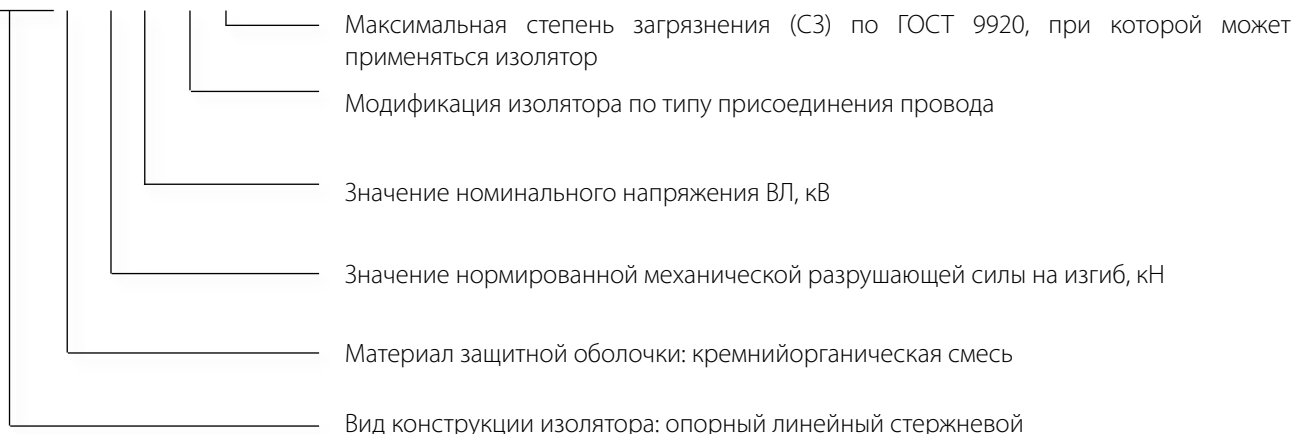 Максимальная степень загрязнения (СЗ) по ГОСТ 9920, при которой может
применяться изолятор
Модификация изолятора по типу присоединения провода
Значение номинального напряжения ВЛ, кВ
Значение нормированной механической разрушающей силы на изгиб, кН
Материал защитной оболочки: кремнийорганическая смесь
Вид конструкции изолятора: опорный линейный стержневой